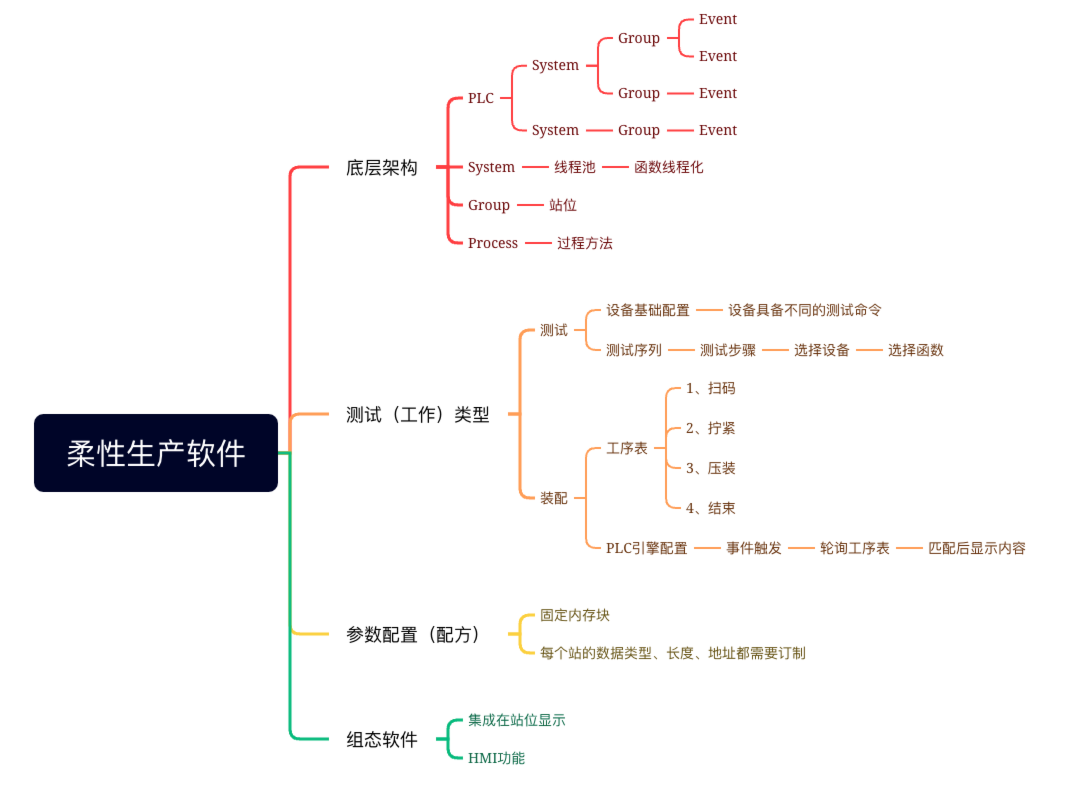 柔性生产软件
底层架构
PLC
System
Group
Event
Event
Group
Event
System
Group
Event
System
线程池
函数线程化
Group
站位
Process
过程方法
测试（工作）类型
测试
设备基础配置
设备具备不同的测试命令
测试序列
测试步骤
选择设备
选择函数
装配
工序表
1、扫码
2、拧紧
3、压装
4、结束
PLC引擎配置
事件触发
轮询工序表
匹配后显示内容
参数配置（配方）
固定内存块
每个站的数据类型、长度、地址都需要订制
组态软件
集成在站位显示
HMI功能